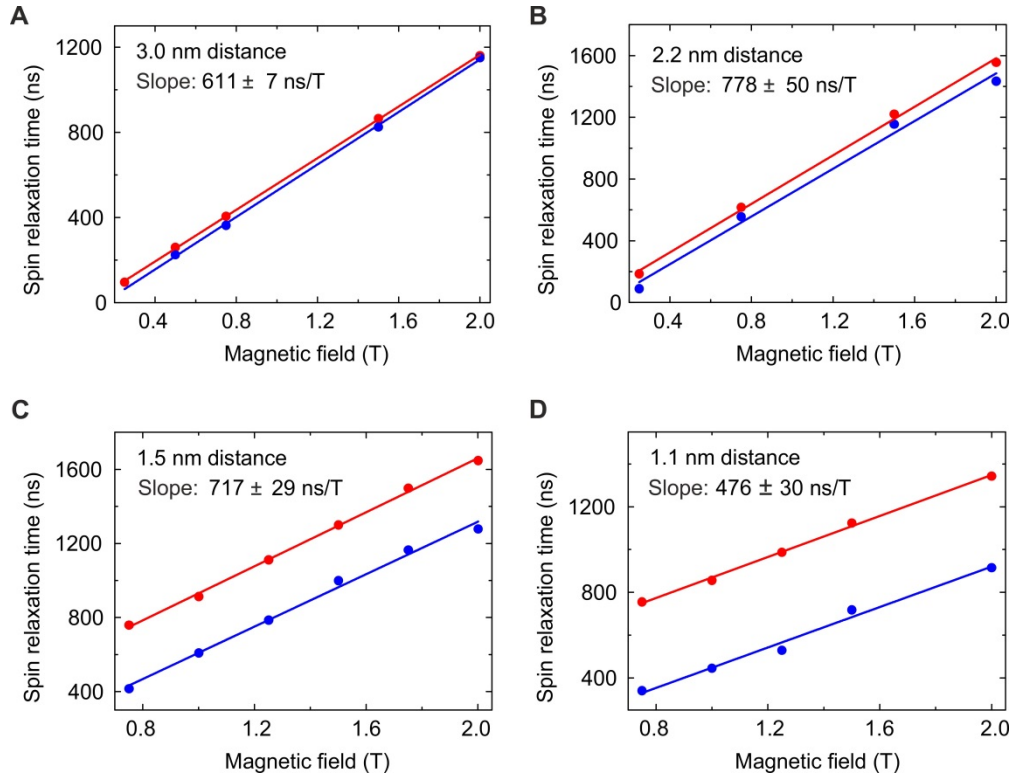 A
3.0 nm distance
Slope: 611 ± 7 ns/T
Spin relaxation time (ns)
1200
800
400
0
0.4 0.8 1.2 1.6 2.0
Magnetic field (T)
B
2.2 nm distance
Slope: 778 ± 50 ns/T
Spin relaxation time (ns)
1600
1200
800
400
0
0.4 0.8 1.2 1.6 2.0
Magnetic field (T)
C
1.5 nm distance
Slope: 717 ± 29 ns/T
Spin relaxation time (ns)
1600
1200
800
400
0.8 1.2 1.6 2.0
Magnetic field (T)
D
1.1 nm distance
Slope: 476 ± 30 ns/T
Spin relaxation time (ns)
1200
800
400
0.8 1.2 1.6 2.0
Magnetic field (T)